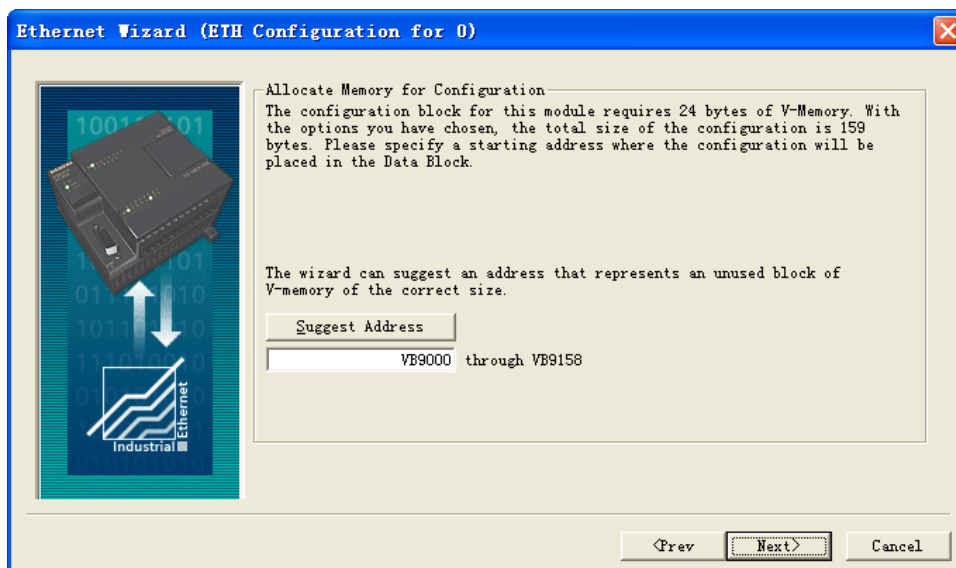 Ethernet Wizard (ETH Configuration for 0)
Allocate Memory for Configuration
The configuration block for this module requires 24 bytes of V-Memory. With
the options you have chosen, the total size of the configuration is 159
bytes. Please specify a starting address where the configuration will be
placed in the Data Block.
The wizard can suggest an address that represents an unused block of
V-memory of the correct size.
Suggest Address
VB9000 through VB9158
Industrial Ethernet
<Prev Next> Cancel